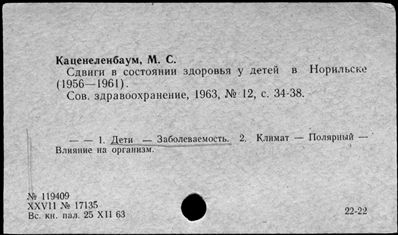 Каценеленбаум, М. С.
Сдвиги в состоянии здоровья у детей в Норильске
(1956—1961).
Сов. здравоохранение, 1963, № 12, с. 34-38.
— — 1. Дети — Заболеваемость. 2. Климат — Полярный —
Влияние на организм.
№ 119409
XXVII № 17135
Вс. кн. пал. 25 XII 63
22-22